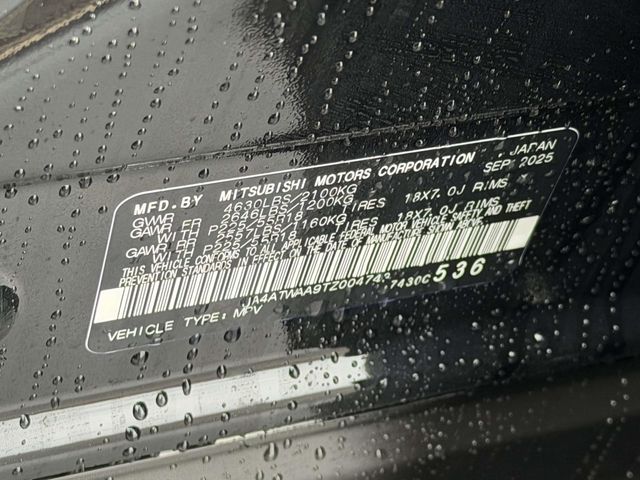 MFD.BY MITSUBISHI MOTORS CORPORATION JAPAN
GVWR 4630LBS/2100KG SEP 2025
GAWR FR 2646LBS/1200KG
WITH P225/55R18 TIRES 18X7.0J RIMS
GAWR RR 2557LBS/1160KG
WITH P225/55R18 TIRES 18X7.0J RIMS
THIS VEHICLE CONFORMS TO ALL APPLICABLE FEDERAL MOTOR VEHICLE SAFETY AND THEFT
PREVENTION STANDARDS IN EFFECT ON THE DATE OF MANUFACTURE SHOWN ABOVE.
JA4ATWAA9TZ00474 7430C 536
VEHICLE TYPE: MPV